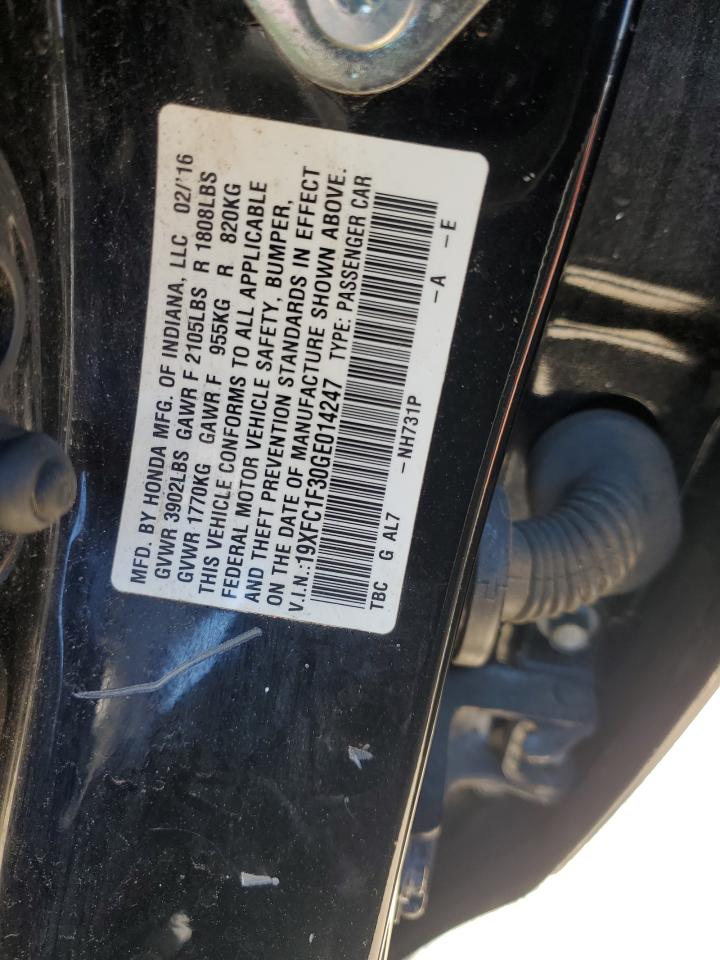 MFD. BY HONDA MFG. OF INDIANA, LLC 02/'16
GVWR 3902LBS GAWR F 2105LBS R 1808LBS
GVWR 1770KG GAWR F 955KG R 820KG
THIS VEHICLE CONFORMS TO ALL APPLICABLE
FEDERAL MOTOR VEHICLE SAFETY, BUMPER,
AND THEFT PREVENTION STANDARDS IN EFFECT
ON THE DATE OF MANUFACTURE SHOWN ABOVE.
V.I.N.:19XFC1F30GE014247 TYPE: PASSENGER CAR
TBC G AL7 - NH731P - A - E